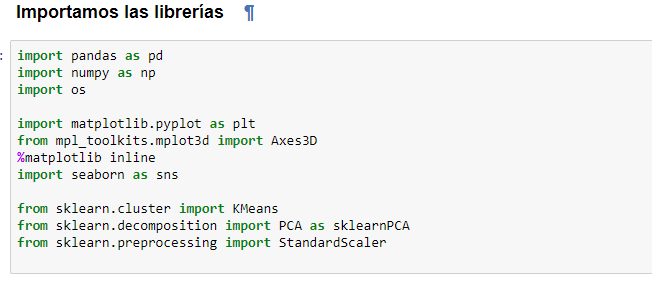 Importamos las librerías ¶
:
import pandas as pd
import numpy as np
import os
import matplotlib.pyplot as plt
from mpl_toolkits.mplot3d import Axes3D
%matplotlib inline
import seaborn as sns
from sklearn.cluster import KMeans
from sklearn.decomposition import PCA as sklearnPCA
from sklearn.preprocessing import StandardScaler